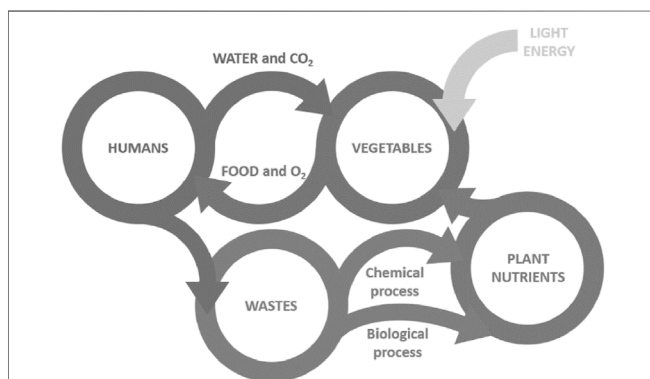 LIGHT
ENERGY
WATER and CO₂
HUMANS
VEGETABLES
FOOD and O₂
PLANT
NUTRIENTS
Chemical
process
WASTES
Biological
process